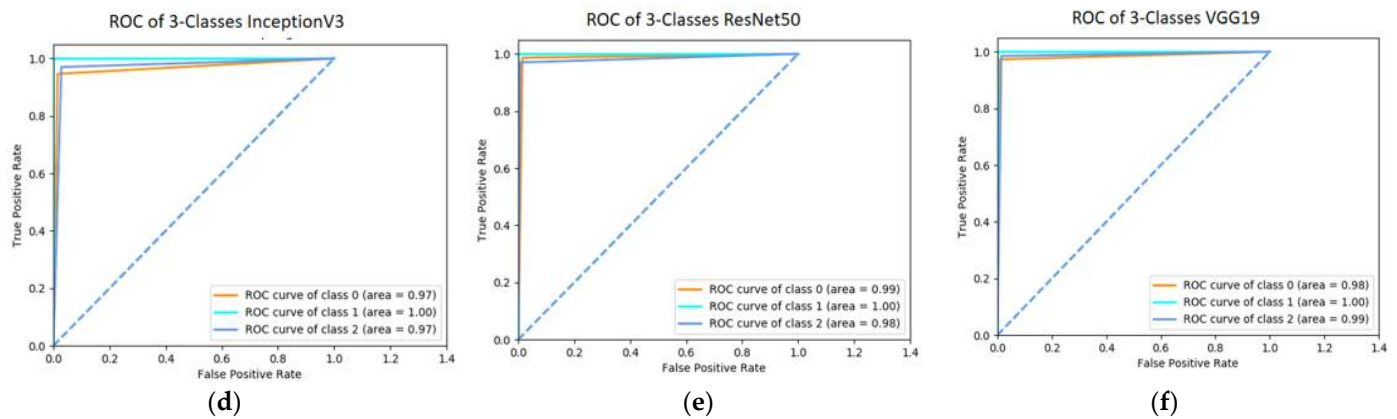 ROC of 3-Classes InceptionV3
1.0
0.8
0.6
0.4
0.2
0.0
True Positive Rate
0.0 0.2 0.4 0.6 0.8 1.0 1.2 1.4
False Positive Rate
ROC curve of class 0 (area = 0.97)
ROC curve of class 1 (area = 1.00)
ROC curve of class 2 (area = 0.97)
(d)
ROC of 3-Classes ResNet50
1.0
0.8
0.6
0.4
0.2
0.0
True Positive Rate
0.0 0.2 0.4 0.6 0.8 1.0 1.2 1.4
False Positive Rate
ROC curve of class 0 (area = 0.99)
ROC curve of class 1 (area = 1.00)
ROC curve of class 2 (area = 0.98)
(e)
ROC of 3-Classes VGG19
1.0
0.8
0.6
0.4
0.2
0.0
True Positive Rate
0.0 0.2 0.4 0.6 0.8 1.0 1.2 1.4
False Positive Rate
ROC curve of class 0 (area = 0.98)
ROC curve of class 1 (area = 1.00)
ROC curve of class 2 (area = 0.99)
(f)